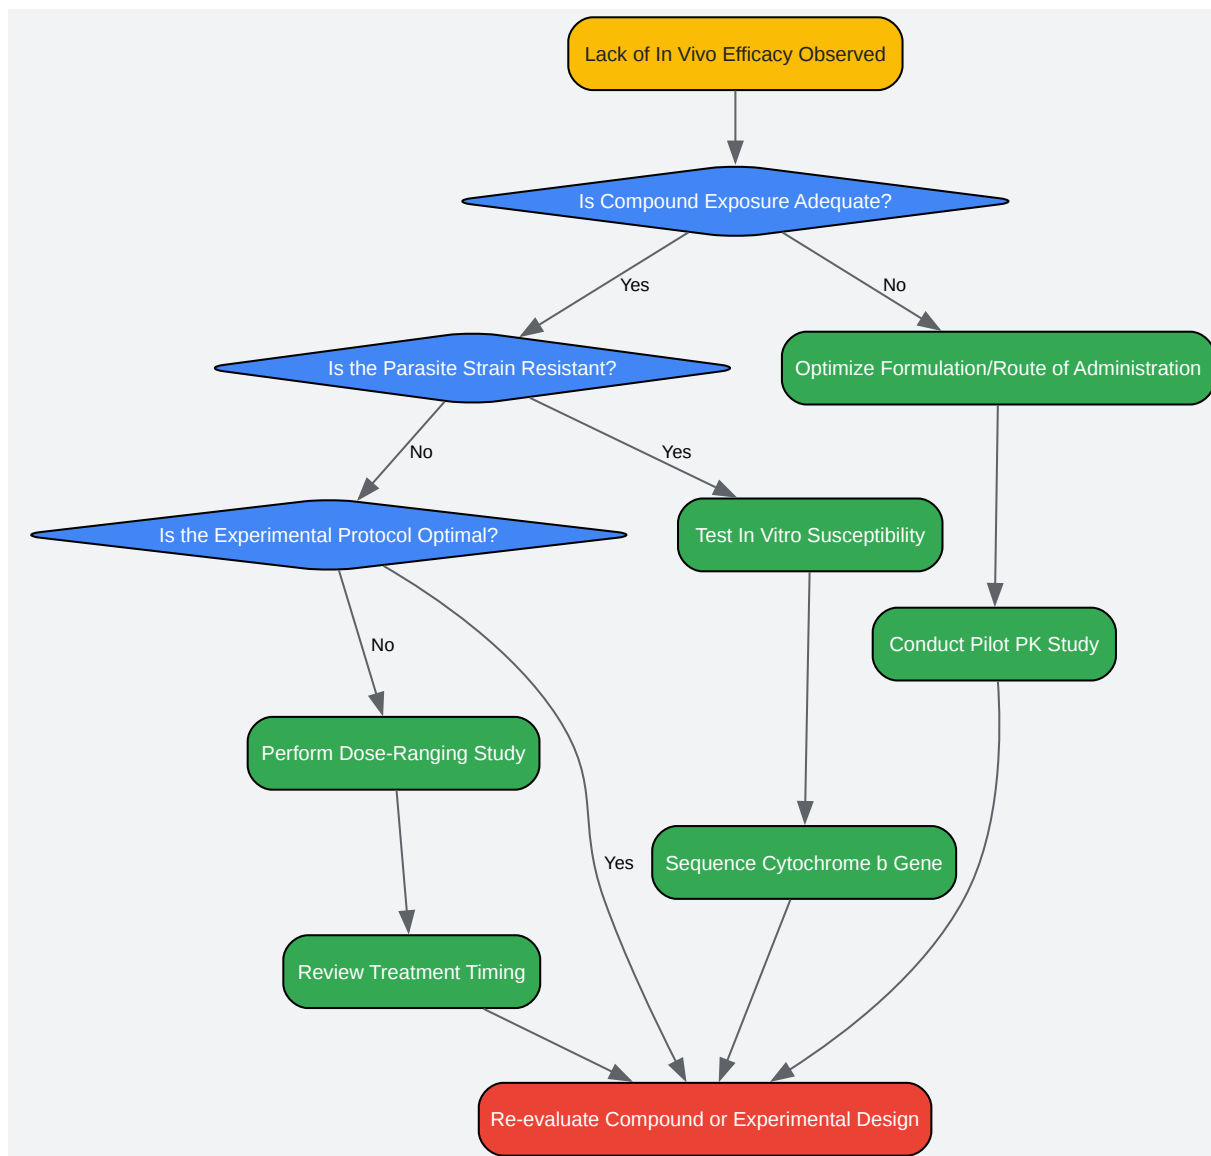 Lack of In Vivo Efficacy Observed
Is Compound Exposure Adequate?
Yes
No
Is the Parasite Strain Resistant?
Optimize Formulation/Route of Administration
No
Yes
Is the Experimental Protocol Optimal?
Test In Vitro Susceptibility
No
Conduct Pilot PK Study
Perform Dose-Ranging Study
Yes
Sequence Cytochrome b Gene
Review Treatment Timing
Re-evaluate Compound or Experimental Design